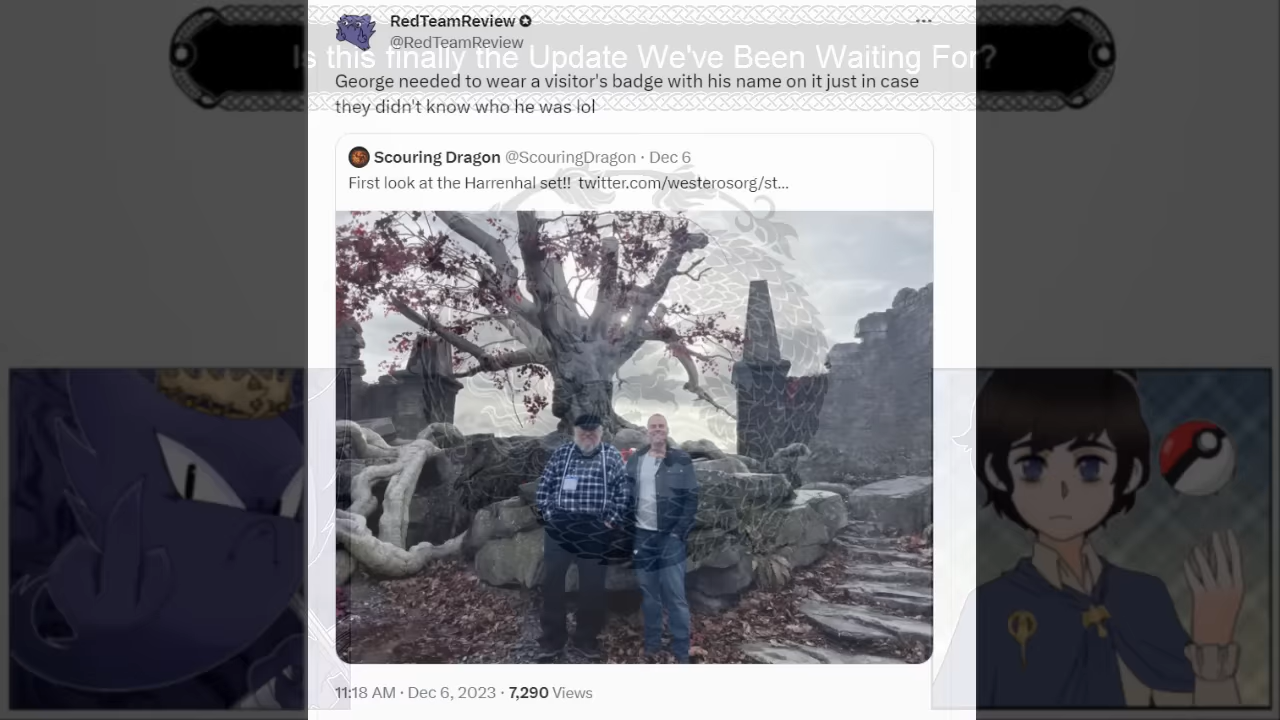 RedTeamReview
@RedTeamReview
Is this finally the Update We've Been Waiting For?
George needed to wear a visitor's badge with his name on it just in case
they didn't know who he was lol
Scouring Dragon @ScouringDragon · Dec 6
First look at the Harrenhal set!! twitter.com/westerosorg/st...
11:18 AM · Dec 6, 2023 · 7,290 Views